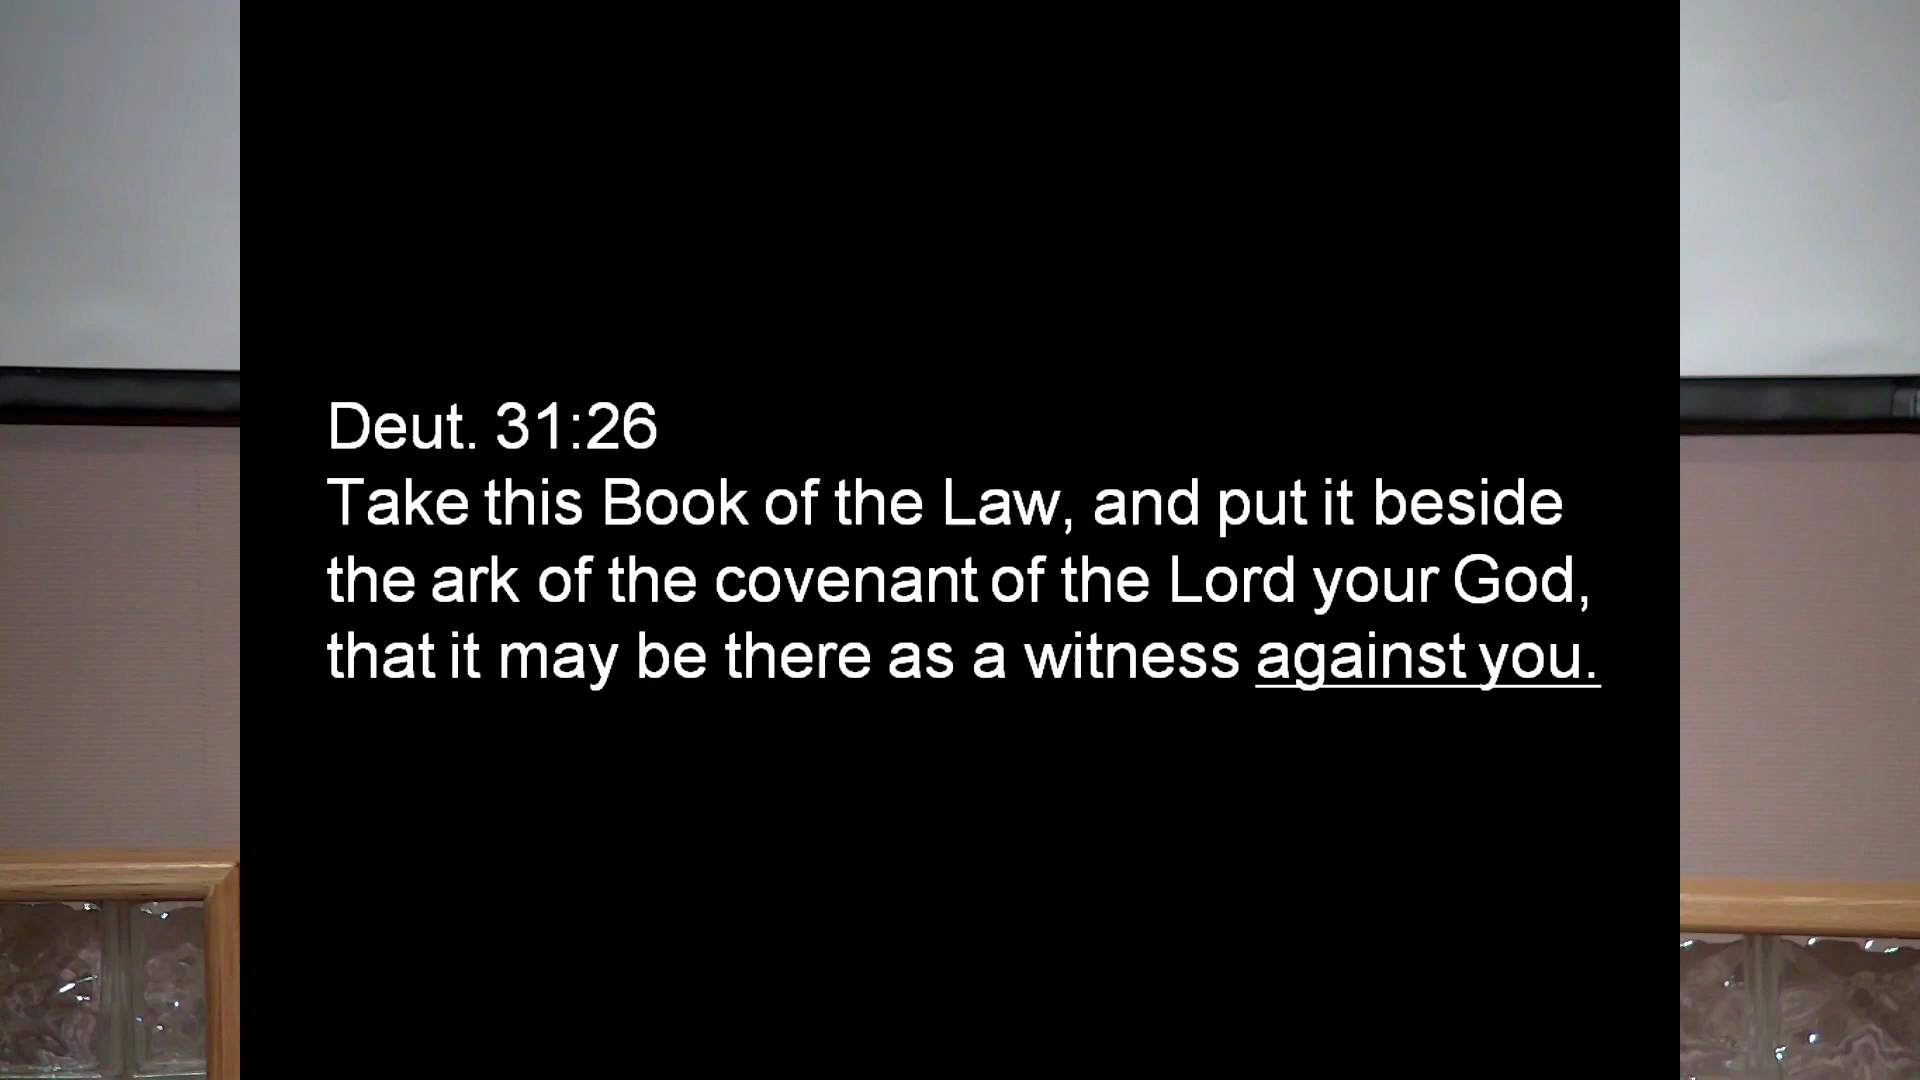 Deut. 31:26
Take this Book of the Law, and put it beside
the ark of the covenant of the Lord your God,
that it may be there as a witness against you.